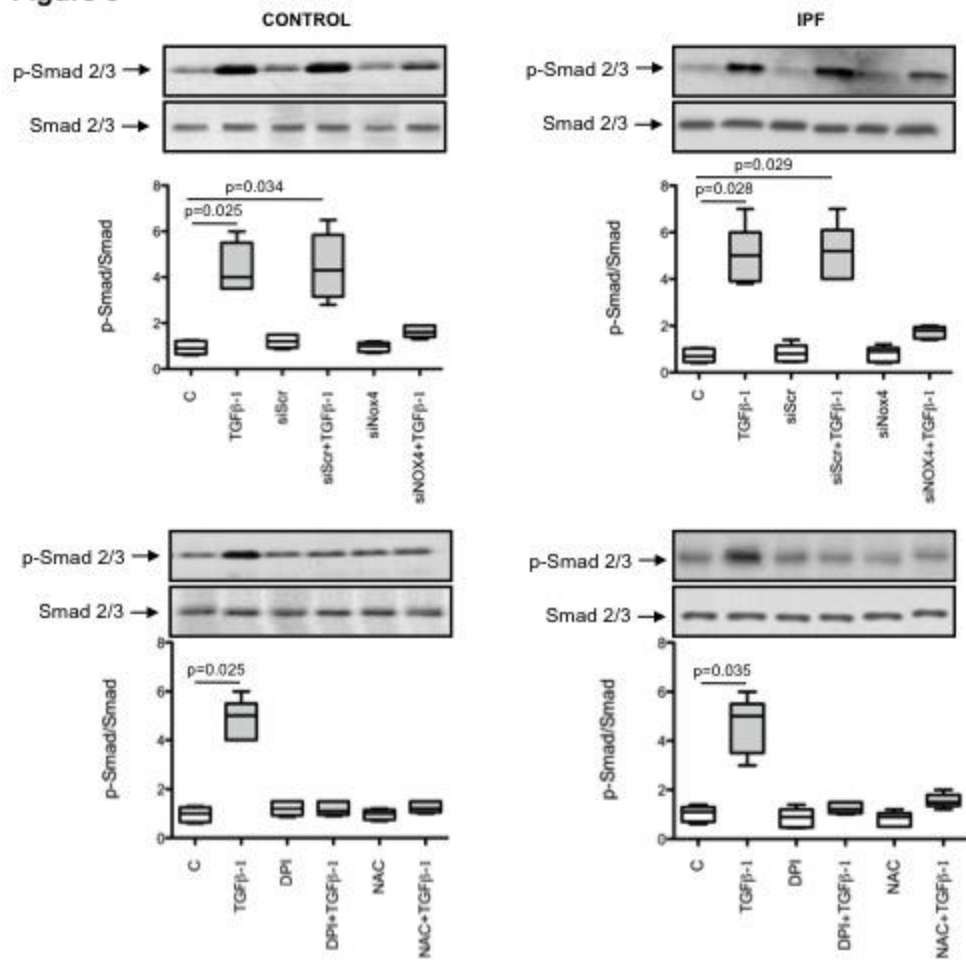 CONTROL
IPF
p-Smad 2/3
Smad 2/3
p-Smad 2/3
Smad 2/3
p=0.034
p=0.025
8
6
4
2
0
p-Smad/Smad
C
TGFβ-1
siScr
siScr+TGFβ-1
siNox4
siNOX4+TGFβ-1
p=0.029
p=0.028
8
6
4
2
0
p-Smad/Smad
C
TGFβ-1
siScr
siScr+TGFβ-1
siNox4
siNOX4+TGFβ-1
p-Smad 2/3
Smad 2/3
p-Smad 2/3
Smad 2/3
p=0.025
8
6
4
2
0
p-Smad/Smad
C
TGFβ-1
DPI
DPI+TGFβ-1
NAC
NAC+TGFβ-1
p=0.035
8
6
4
2
0
p-Smad/Smad
C
TGFβ-1
DPI
DPI+TGFβ-1
NAC
NAC+TGFβ-1